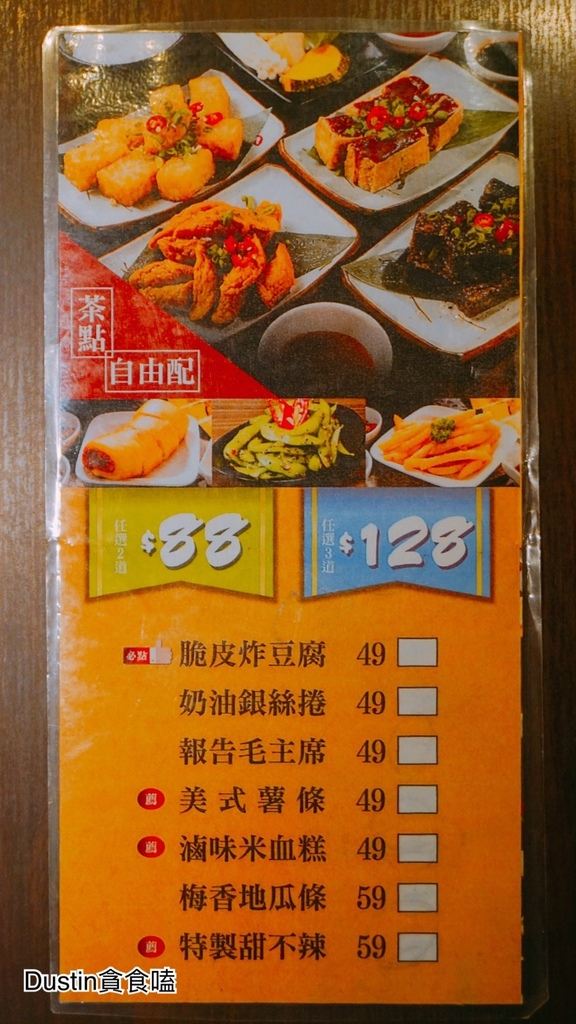 茶點
自由配
任選2道 $88
任選3道 $128
必點 脆皮炸豆腐 49
奶油銀絲捲 49
報告毛主席 49
薦 美式薯條 49
薦 滷味米血糕 49
梅香地瓜條 59
薦 特製甜不辣 59
Dustin貪食嗑